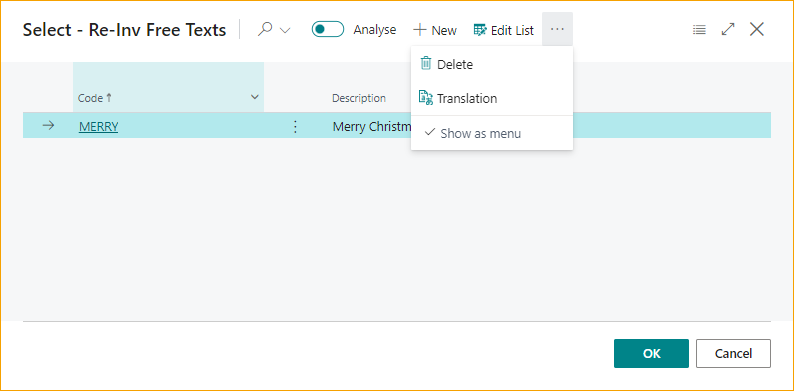 Select - Re-Inv Free Texts
Analyse
New
Edit List
Delete
Translation
Show as menu
Code
Description
MERRY
Merry Christm
OK
Cancel